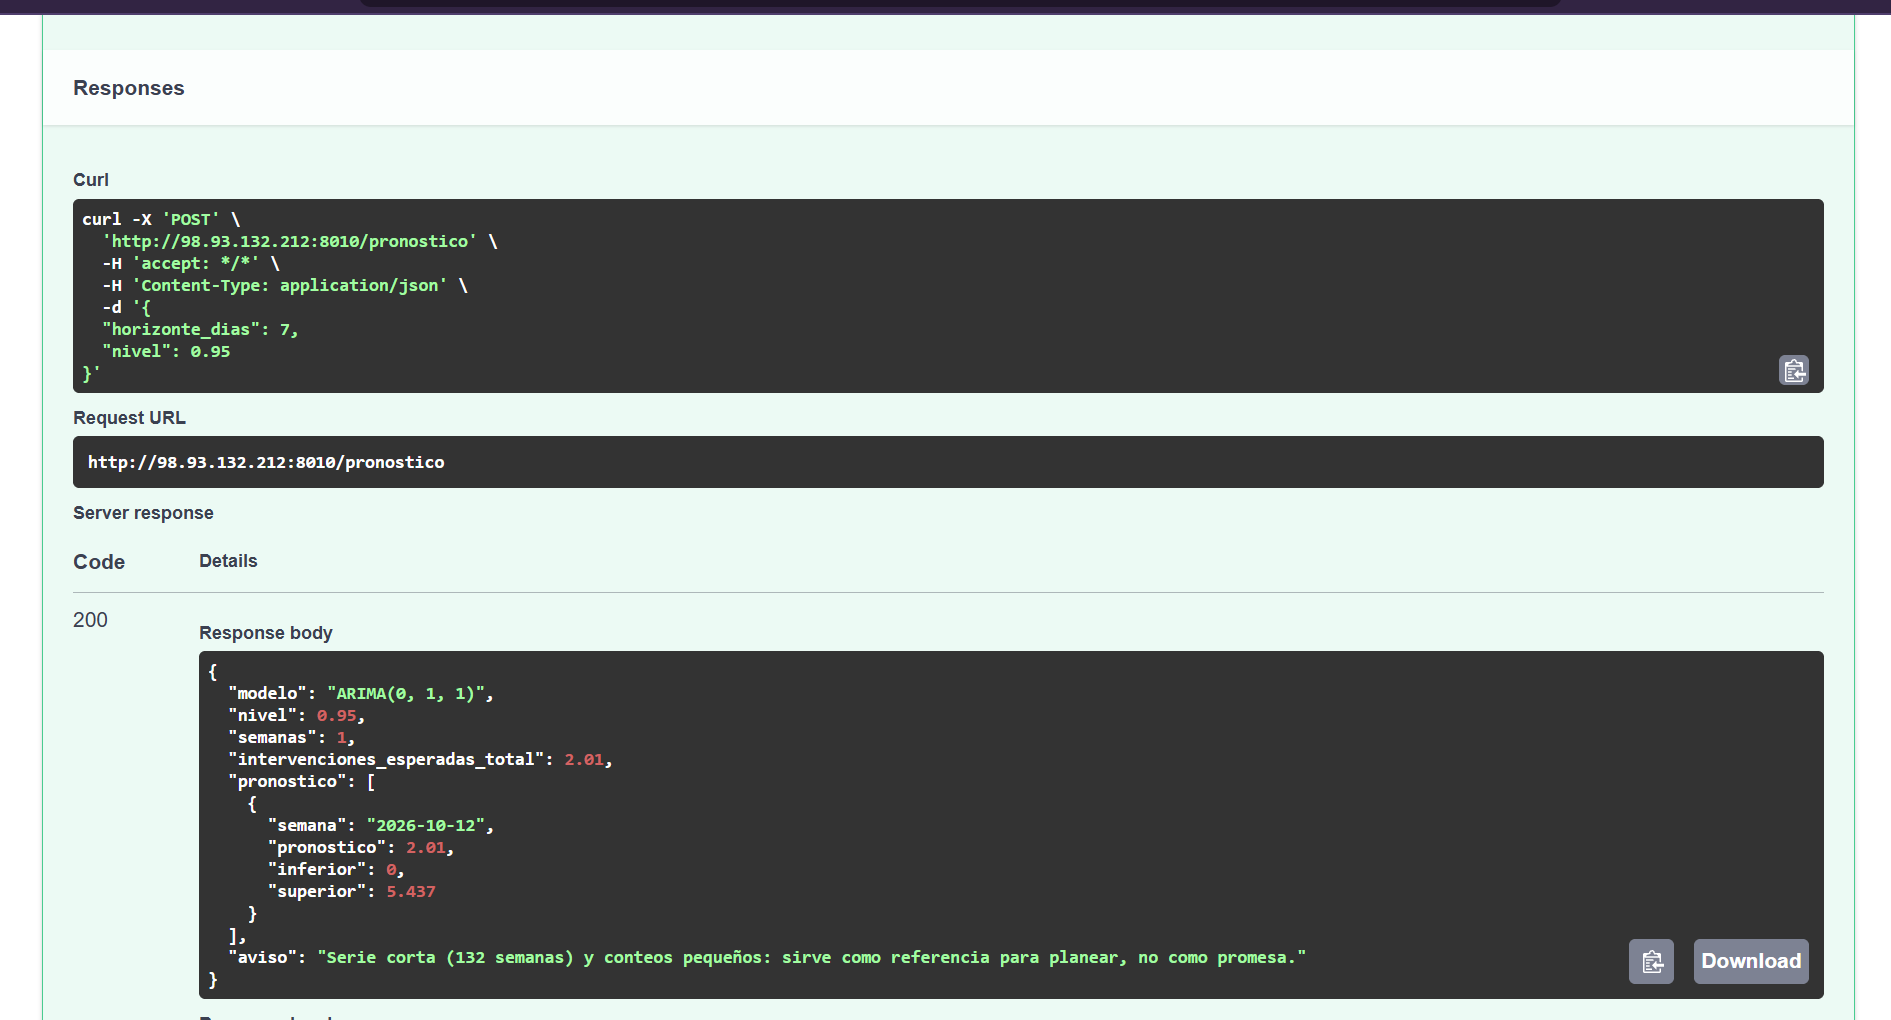 Responses
Curl
curl -X 'POST' \
  'http://98.93.132.212:8010/pronostico' \
  -H 'accept: */*' \
  -H 'Content-Type: application/json' \
  -d '{
  "horizonte_dias": 7,
  "nivel": 0.95
}'
Request URL
http://98.93.132.212:8010/pronostico
Server response
Code Details
200
Response body
{
  "modelo": "ARIMA(0, 1, 1)",
  "nivel": 0.95,
  "semanas": 1,
  "intervenciones_esperadas_total": 2.01,
  "pronostico": [
    {
      "semana": "2026-10-12",
      "pronostico": 2.01,
      "inferior": 0,
      "superior": 5.437
    }
  ],
  "aviso": "Serie corta (132 semanas) y conteos pequeños: sirve como referencia para planear, no como promesa."
}
Download